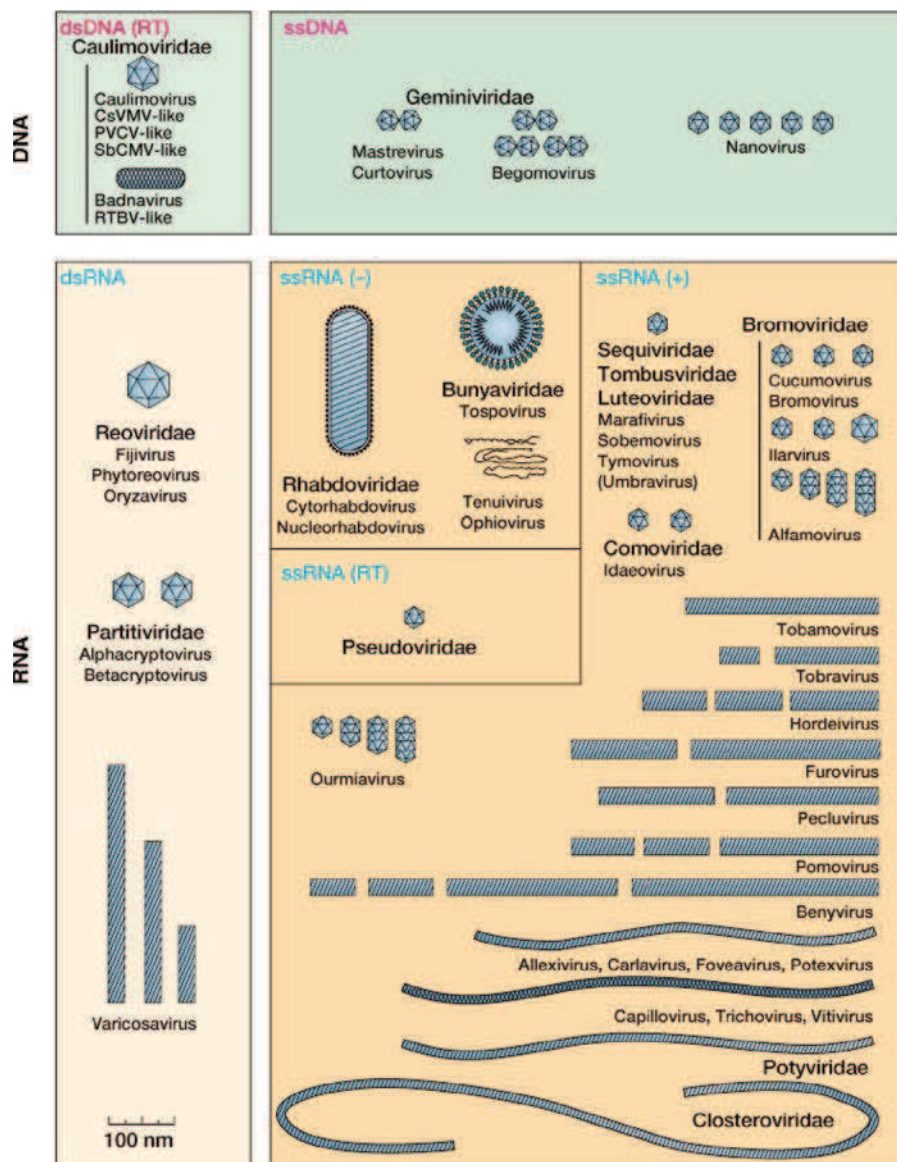 DNA
dsDNA (RT)
Caulimoviridae
Caulimovirus
CsVMV-like
PVCV-like
SbCMV-like
Badnavirus
RTBV-like
ssDNA
Geminiviridae
Mastrevirus
Curtovirus
Begomovirus
Nanovirus
RNA
dsRNA
Reoviridae
Fijivirus
Phytoreovirus
Oryzavirus
Partitiviridae
Alphacryptovirus
Betacryptovirus
Varicosavirus
100 nm
ssRNA (–)
Rhabdoviridae
Cytorhabdovirus
Nucleorhabdovirus
Bunyaviridae
Tospovirus
Tenuivirus
Ophiovirus
ssRNA (RT)
Pseudoviridae
ssRNA (+)
Sequiviridae
Tombusviridae
Luteoviridae
Marafivirus
Sobemovirus
Tymovirus
(Umbravirus)
Comoviridae
Idaeovirus
Bromoviridae
Cucumovirus
Bromovirus
Ilarvirus
Alfamovirus
Ourmiavirus
Tobamovirus
Tobravirus
Hordeivirus
Furovirus
Pecluvirus
Pomovirus
Benyvirus
Allexivirus, Carlavirus, Foveavirus, Potexvirus
Capillovirus, Trichovirus, Vitivirus
Potyviridae
Closteroviridae